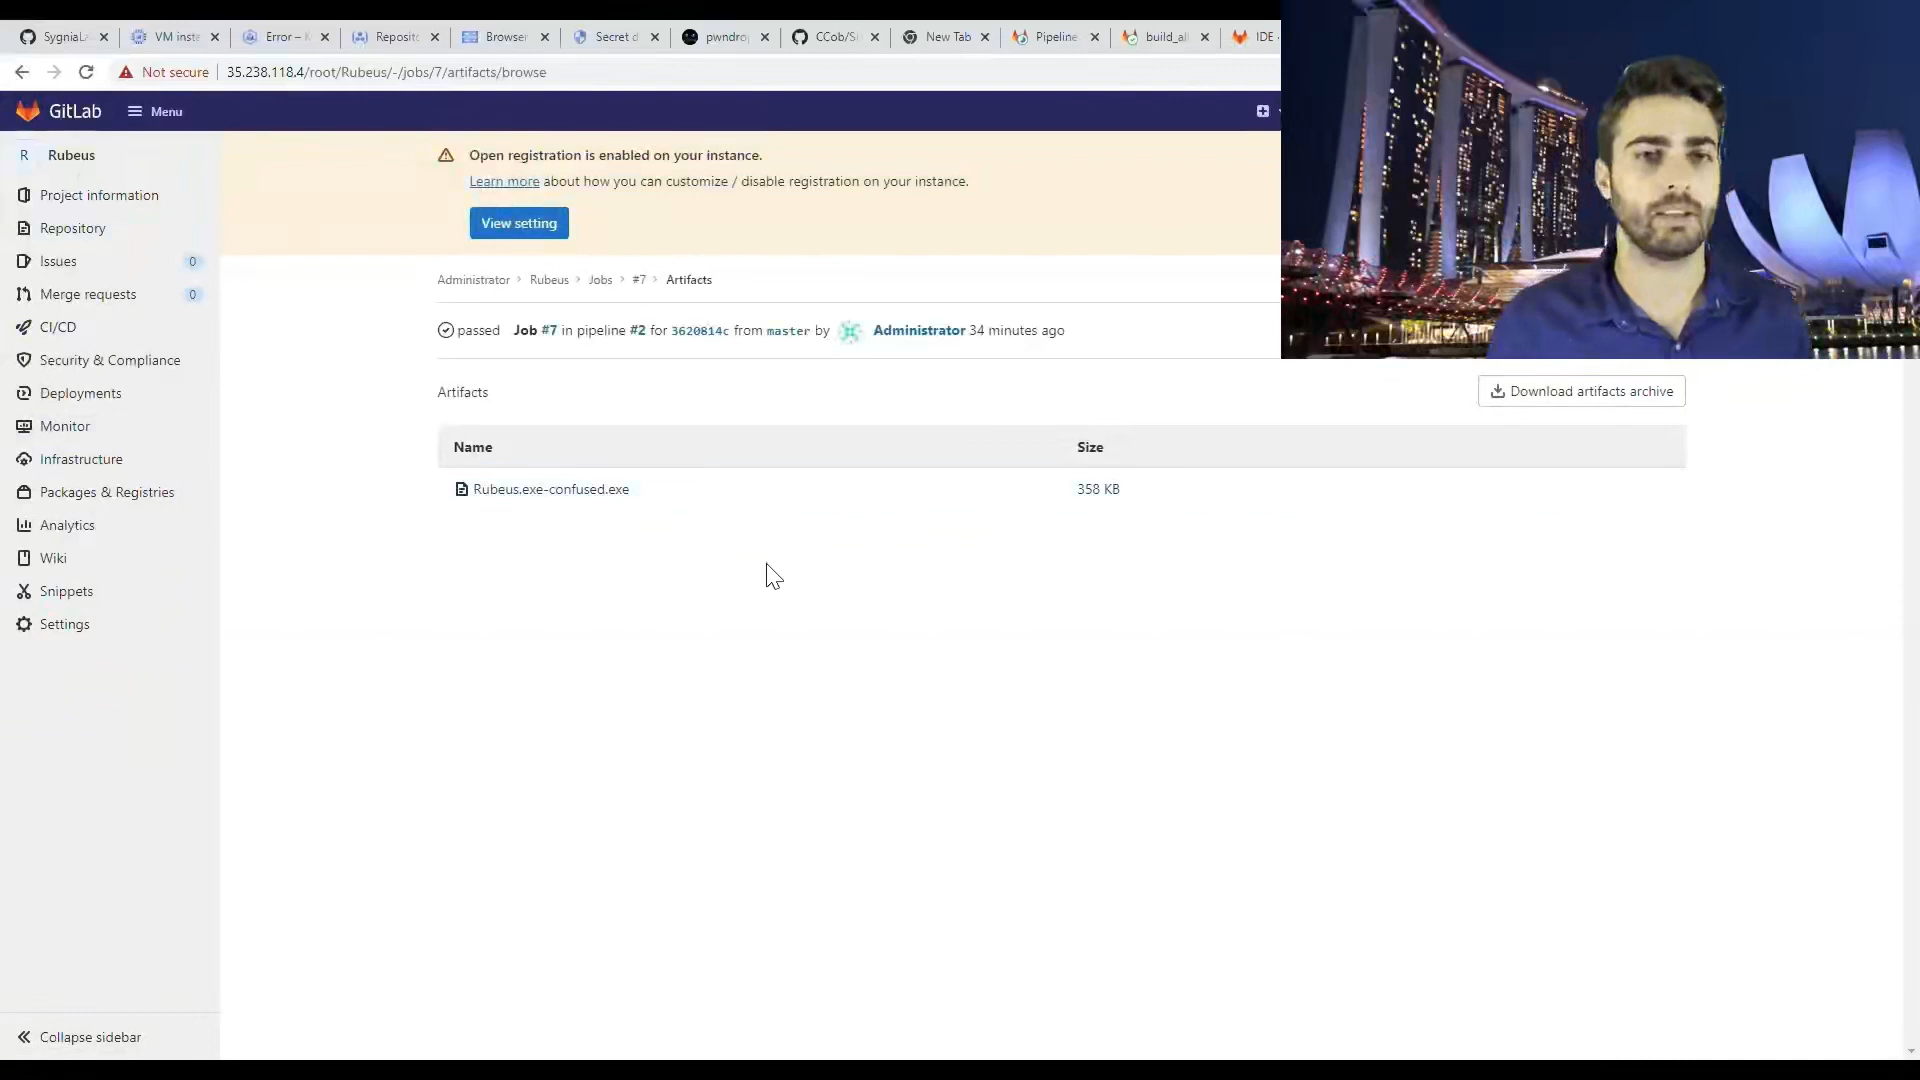 SygniaLa
VM inste
Error – K
Reposito
Browser
Secret d
pwndrop
CCob/S
New Tab
Pipeline
build_all
IDE
Not secure
35.238.118.4/root/Rubeus/-/jobs/7/artifacts/browse
GitLab
Menu
R Rubeus
Project information
Repository
Issues 0
Merge requests 0
CI/CD
Security & Compliance
Deployments
Monitor
Infrastructure
Packages & Registries
Analytics
Wiki
Snippets
Settings
Collapse sidebar
Open registration is enabled on your instance.
Learn more about how you can customize / disable registration on your instance.
View setting
Administrator > Rubeus > Jobs > #7 > Artifacts
passed Job #7 in pipeline #2 for 3620814c from master by Administrator 34 minutes ago
Artifacts
Download artifacts archive
Name Size
Rubeus.exe-confused.exe 358 KB